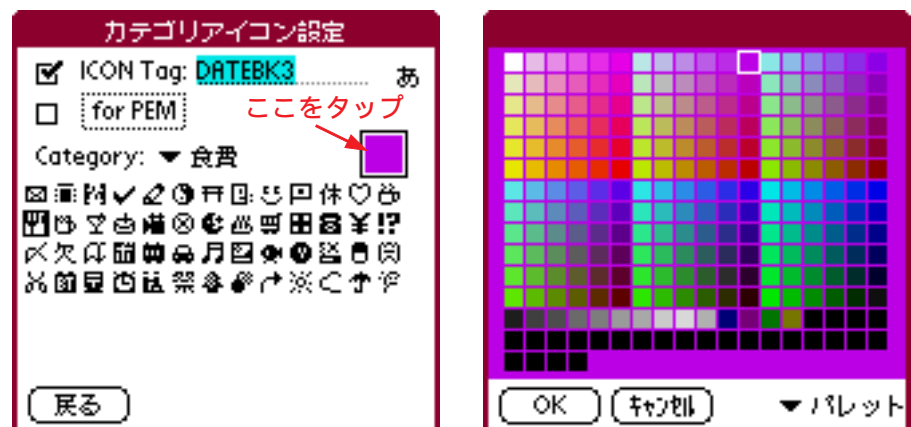 カテゴリアイコン設定
ICON Tag: DATEBK3 あ
for PEM
ここをタップ
Category: ▼ 食費
戻る
OK
キャンセル
▼ パレット